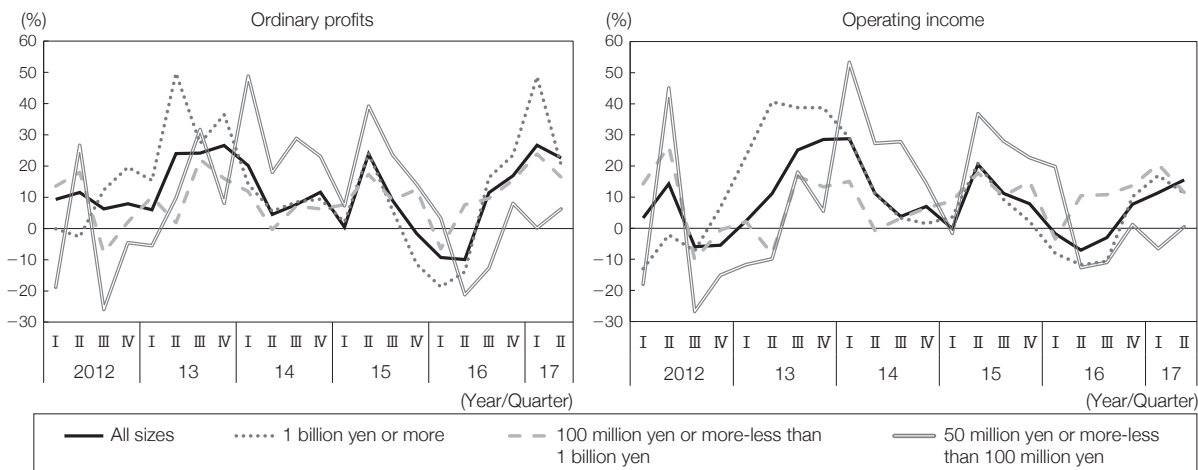 (%) Ordinary profits
60
50
40
30
20
10
0
−10
−20
−30
Ⅰ Ⅱ Ⅲ Ⅳ Ⅰ Ⅱ Ⅲ Ⅳ Ⅰ Ⅱ Ⅲ Ⅳ Ⅰ Ⅱ Ⅲ Ⅳ Ⅰ Ⅱ Ⅲ Ⅳ Ⅰ Ⅱ
2012 13 14 15 16 17
(Year/Quarter)
(%) Operating income
60
50
40
30
20
10
0
−10
−20
−30
Ⅰ Ⅱ Ⅲ Ⅳ Ⅰ Ⅱ Ⅲ Ⅳ Ⅰ Ⅱ Ⅲ Ⅳ Ⅰ Ⅱ Ⅲ Ⅳ Ⅰ Ⅱ Ⅲ Ⅳ Ⅰ Ⅱ
2012 13 14 15 16 17
(Year/Quarter)
All sizes
1 billion yen or more
100 million yen or more-less than
1 billion yen
50 million yen or more-less
than 100 million yen